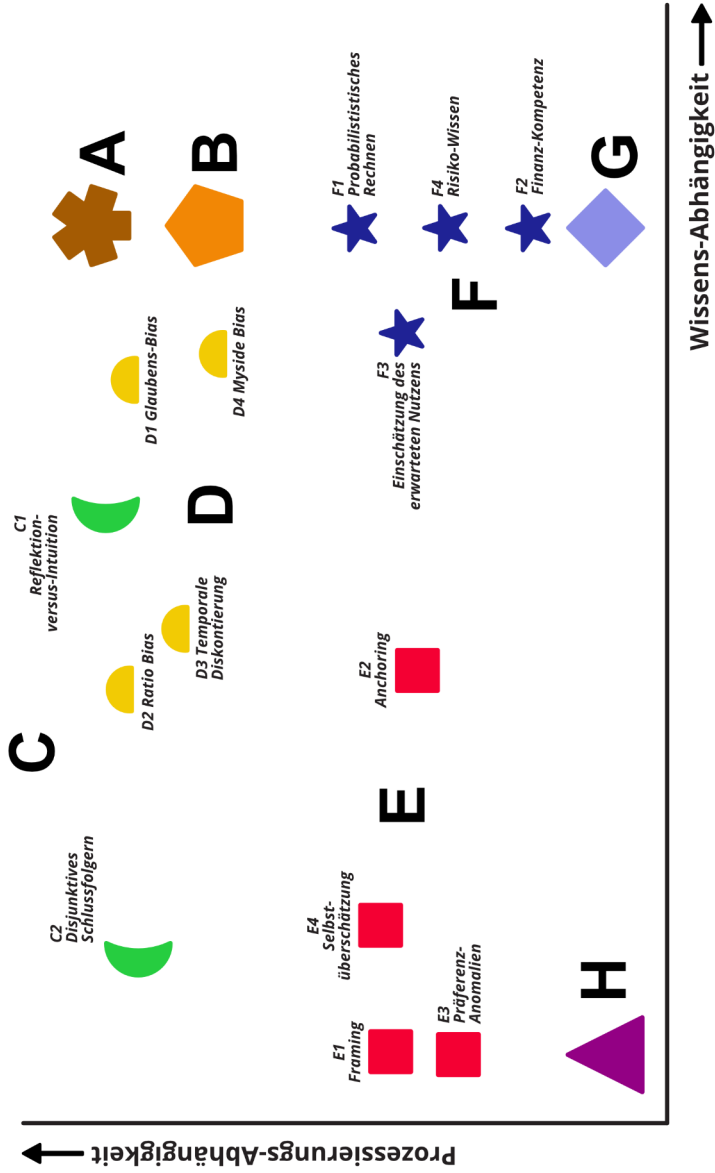 Prozessierungs-Abhängigkeit
C
C2
Disjunktives
Schlussfolgern
C1
Reflektion-
versus-Intuition
A
D2 Ratio Bias
D1 Glaubens-Bias
D3 Temporale
Diskontierung
D
D4 Myside Bias
B
E4
Selbst-
überschätzung
E1
Framing
E2
Anchoring
F1
Probabilististisches
Rechnen
E
F3
Einschätzung des
erwarteten Nutzens
E3
Präferenz-
Anomalien
F4
Risiko-Wissen
F
F2
Finanz-Kompetenz
H
G
Wissens-Abhängigkeit